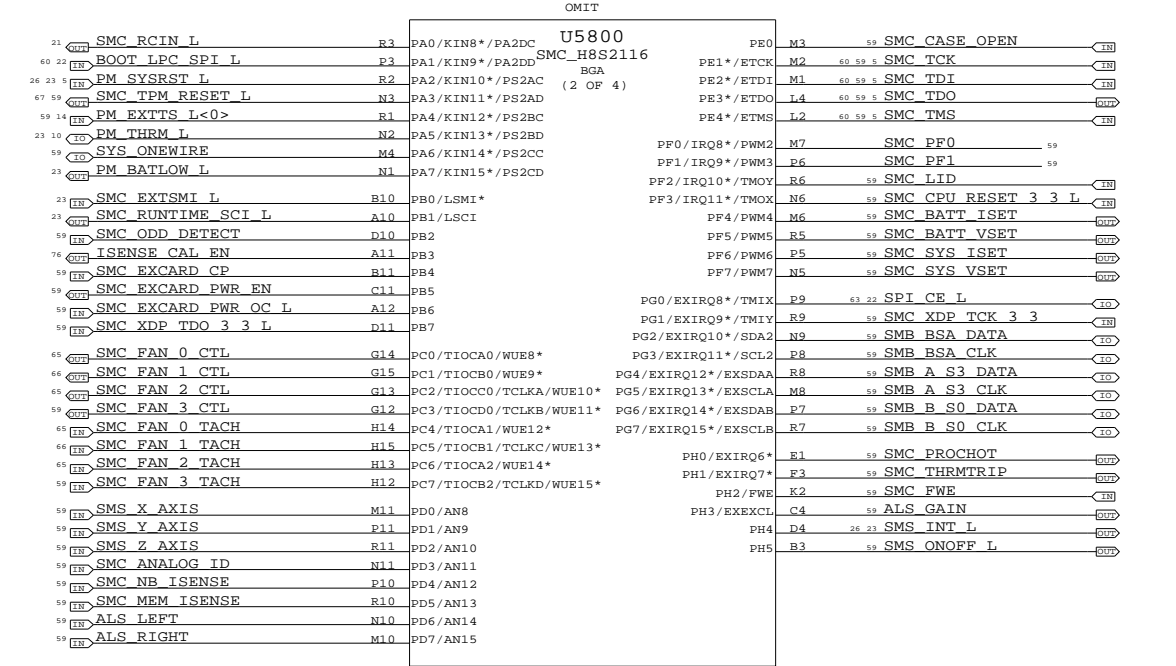 OMIT
U5800
SMC_H8S2116
BGA
(2 OF 4)
21 OUT SMC_RCIN_L R3 PA0/KIN8*/PA2DC
60 22 IN BOOT_LPC_SPI_L P3 PA1/KIN9*/PA2DD
26 23 5 IN PM_SYSRST_L R2 PA2/KIN10*/PS2AC
67 59 OUT SMC_TPM_RESET_L N3 PA3/KIN11*/PS2AD
59 14 IN PM_EXTTS_L<0> R1 PA4/KIN12*/PS2BC
23 10 IO PM_THRM_L N2 PA5/KIN13*/PS2BD
59 IO SYS_ONEWIRE M4 PA6/KIN14*/PS2CC
23 OUT PM_BATLOW_L N1 PA7/KIN15*/PS2CD
23 IN SMC_EXTSMI_L B10 PB0/LSMI*
23 OUT SMC_RUNTIME_SCI_L A10 PB1/LSCI
59 IN SMC_ODD_DETECT D10 PB2
76 OUT ISENSE_CAL_EN A11 PB3
59 IN SMC_EXCARD_CP B11 PB4
59 OUT SMC_EXCARD_PWR_EN C11 PB5
59 IN SMC_EXCARD_PWR_OC_L A12 PB6
59 IN SMC_XDP_TDO_3_3_L D11 PB7
65 OUT SMC_FAN_0_CTL G14 PC0/TIOCA0/WUE8*
66 OUT SMC_FAN_1_CTL G15 PC1/TIOCB0/WUE9*
65 OUT SMC_FAN_2_CTL G13 PC2/TIOCC0/TCLKA/WUE10*
59 OUT SMC_FAN_3_CTL G12 PC3/TIOCD0/TCLKB/WUE11*
65 IN SMC_FAN_0_TACH H14 PC4/TIOCA1/WUE12*
66 IN SMC_FAN_1_TACH H15 PC5/TIOCB1/TCLKC/WUE13*
65 IN SMC_FAN_2_TACH H13 PC6/TIOCA2/WUE14*
59 IN SMC_FAN_3_TACH H12 PC7/TIOCB2/TCLKD/WUE15*
59 IN SMS_X_AXIS M11 PD0/AN8
59 IN SMS_Y_AXIS P11 PD1/AN9
59 IN SMS_Z_AXIS R11 PD2/AN10
59 IN SMC_ANALOG_ID N11 PD3/AN11
59 IN SMC_NB_ISENSE P10 PD4/AN12
59 IN SMC_MEM_ISENSE R10 PD5/AN13
59 IN ALS_LEFT N10 PD6/AN14
59 IN ALS_RIGHT M10 PD7/AN15
PE0 M3 59 SMC_CASE_OPEN IN
PE1*/ETCK M2 60 59 5 SMC_TCK IN
PE2*/ETDI M1 60 59 5 SMC_TDI IN
PE3*/ETDO L4 60 59 5 SMC_TDO OUT
PE4*/ETMS L2 60 59 5 SMC_TMS IN
PF0/IRQ8*/PWM2 M7 SMC_PF0 59
PF1/IRQ9*/PWM3 P6 SMC_PF1 59
PF2/IRQ10*/TMOY R6 59 SMC_LID IN
PF3/IRQ11*/TMOX N6 59 SMC_CPU_RESET_3_3_L IN
PF4/PWM4 M6 59 SMC_BATT_ISET OUT
PF5/PWM5 R5 59 SMC_BATT_VSET OUT
PF6/PWM6 P5 59 SMC_SYS_ISET OUT
PF7/PWM7 N5 59 SMC_SYS_VSET OUT
PG0/EXIRQ8*/TMIX P9 63 22 SPI_CE_L IO
PG1/EXIRQ9*/TMIY R9 59 SMC_XDP_TCK_3_3 IN
PG2/EXIRQ10*/SDA2 N9 59 SMB_BSA_DATA IO
PG3/EXIRQ11*/SCL2 P8 59 SMB_BSA_CLK IO
PG4/EXIRQ12*/EXSDAA R8 59 SMB_A_S3_DATA IO
PG5/EXIRQ13*/EXSCLA M8 59 SMB_A_S3_CLK IO
PG6/EXIRQ14*/EXSDAB P7 59 SMB_B_S0_DATA IO
PG7/EXIRQ15*/EXSCLB R7 59 SMB_B_S0_CLK IO
PH0/EXIRQ6* E1 59 SMC_PROCHOT OUT
PH1/EXIRQ7* F3 59 SMC_THRMTRIP OUT
PH2/FWE K2 59 SMC_FWE IN
PH3/EXEXCL C4 59 ALS_GAIN OUT
PH4 D4 26 23 SMS_INT_L OUT
PH5 B3 59 SMS_ONOFF_L OUT